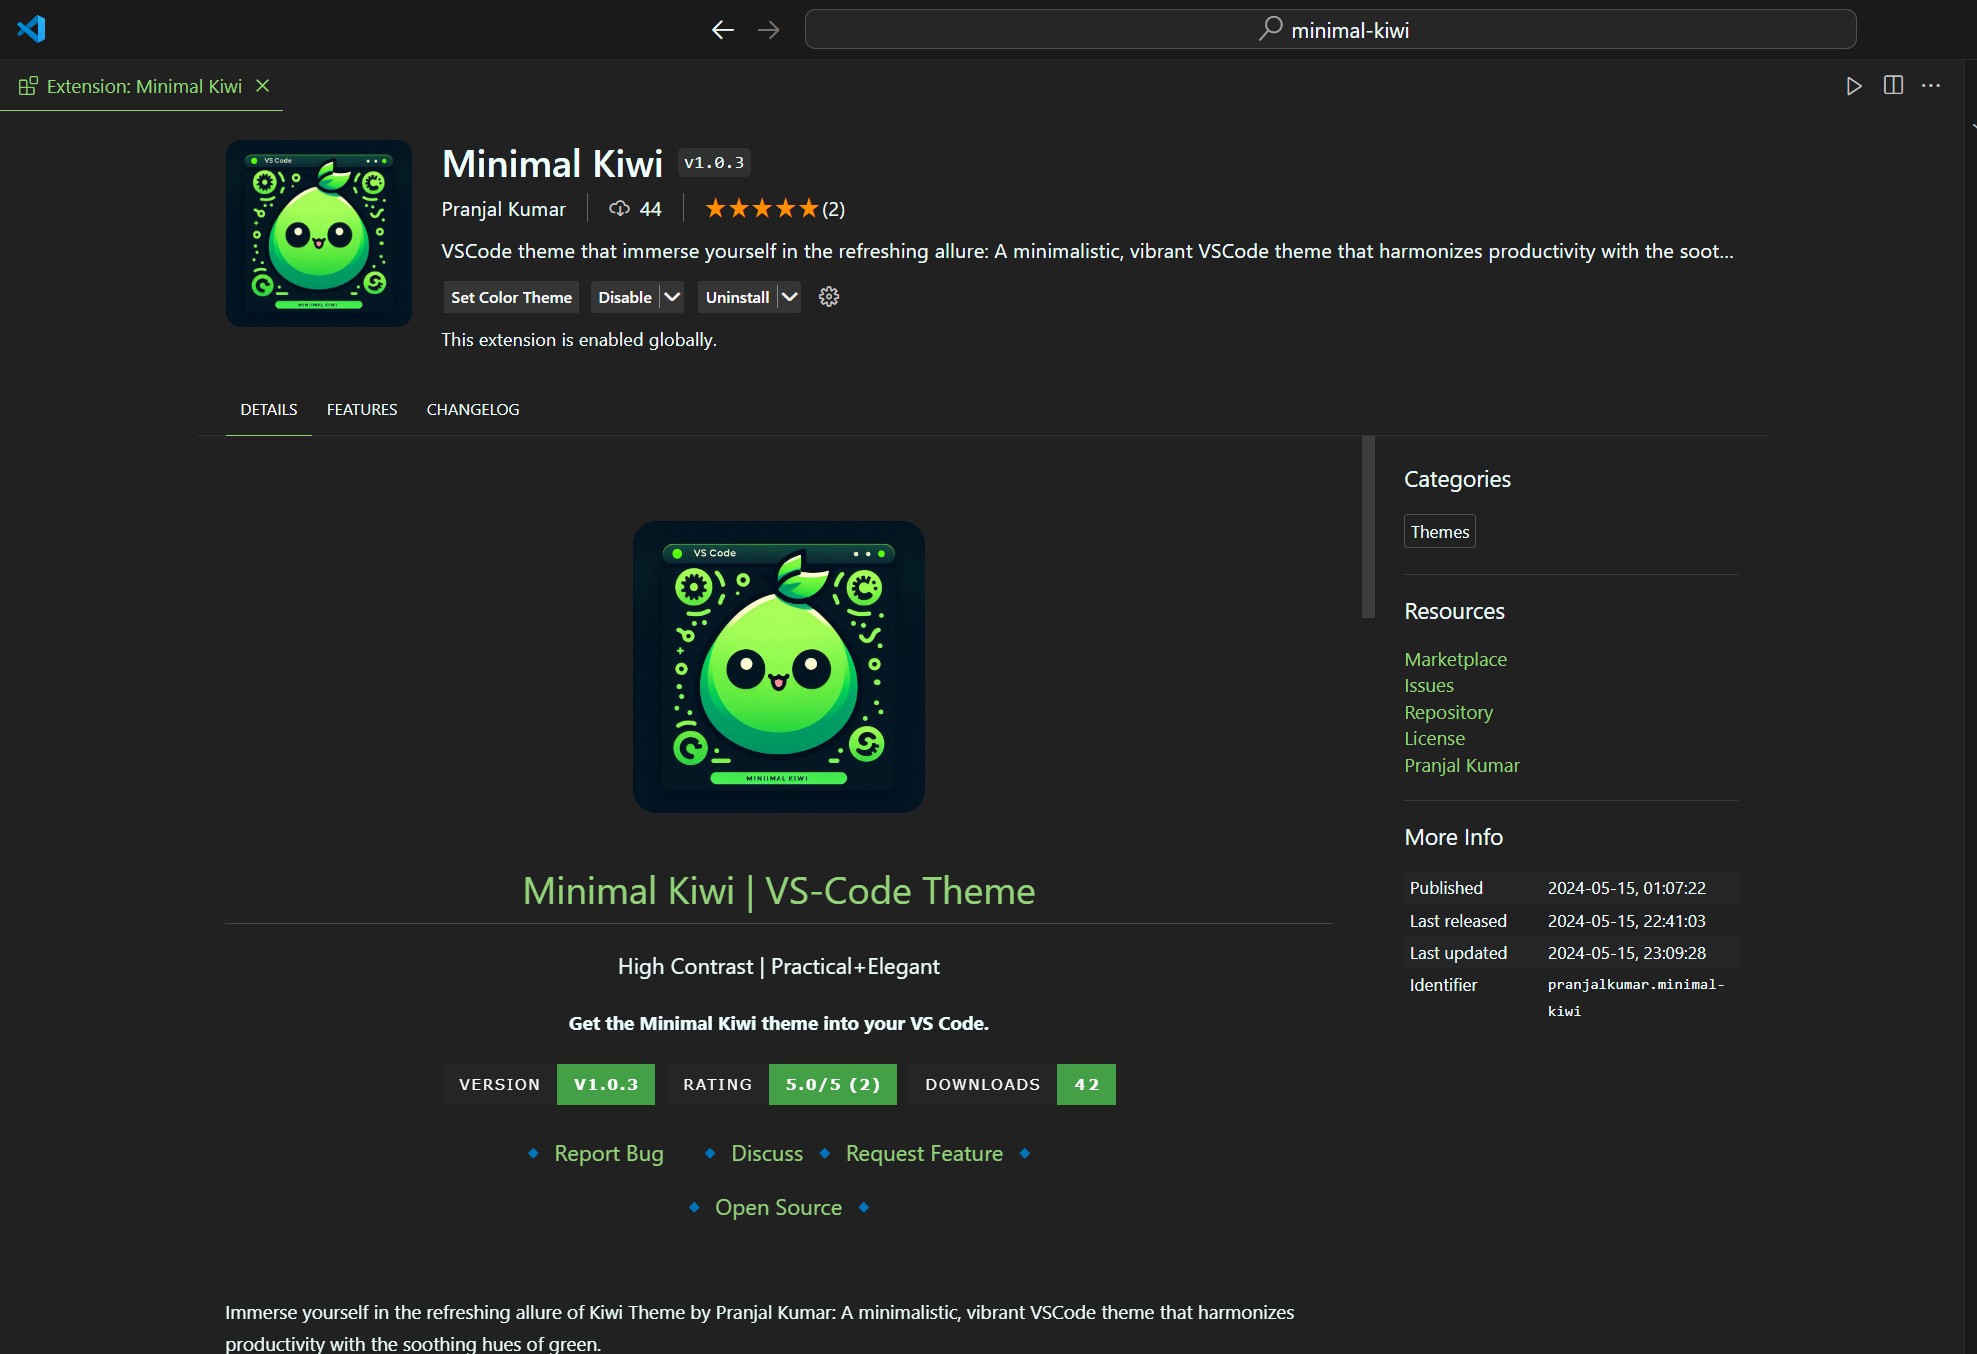 minimal-kiwi
Extension: Minimal Kiwi
VS Code
MINIIMAL KIWI
Minimal Kiwi v1.0.3
Pranjal Kumar 44 ★★★★★ (2)
VSCode theme that immerse yourself in the refreshing allure: A minimalistic, vibrant VSCode theme that harmonizes productivity with the soot...
Set Color Theme Disable Uninstall
This extension is enabled globally.
DETAILS FEATURES CHANGELOG
VS Code
MINIIMAL KIWI
Minimal Kiwi | VS-Code Theme
High Contrast | Practical+Elegant
Get the Minimal Kiwi theme into your VS Code.
VERSION V1.0.3 RATING 5.0/5 (2) DOWNLOADS 42
Report Bug Discuss Request Feature
Open Source
Immerse yourself in the refreshing allure of Kiwi Theme by Pranjal Kumar: A minimalistic, vibrant VSCode theme that harmonizes
productivity with the soothing hues of green.
Categories
Themes
Resources
Marketplace
Issues
Repository
License
Pranjal Kumar
More Info
Published 2024-05-15, 01:07:22
Last released 2024-05-15, 22:41:03
Last updated 2024-05-15, 23:09:28
Identifier pranjalkumar.minimal-
kiwi